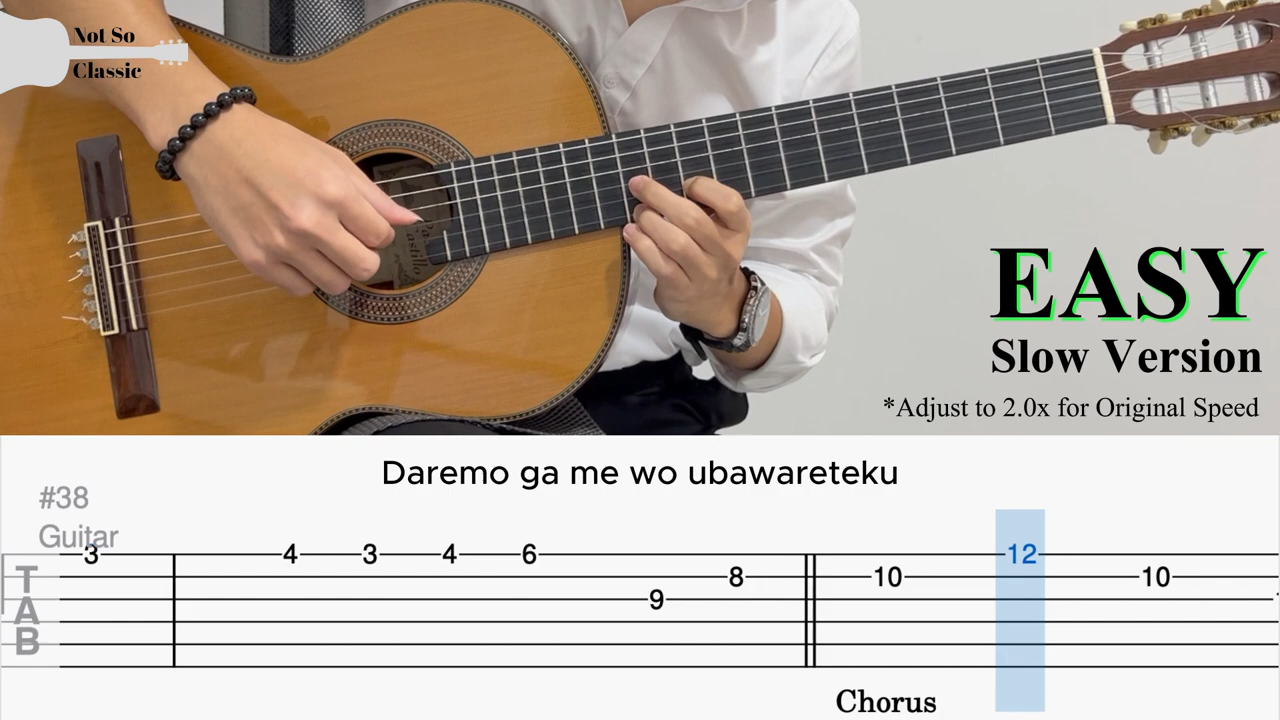 Not So
Classic
EASY
Slow Version
*Adjust to 2.0x for Original Speed
Daremo ga me wo ubawareteku
#38
Guitar
3 4 3 4 6 12
T 8 10 10
A 9
B
Chorus